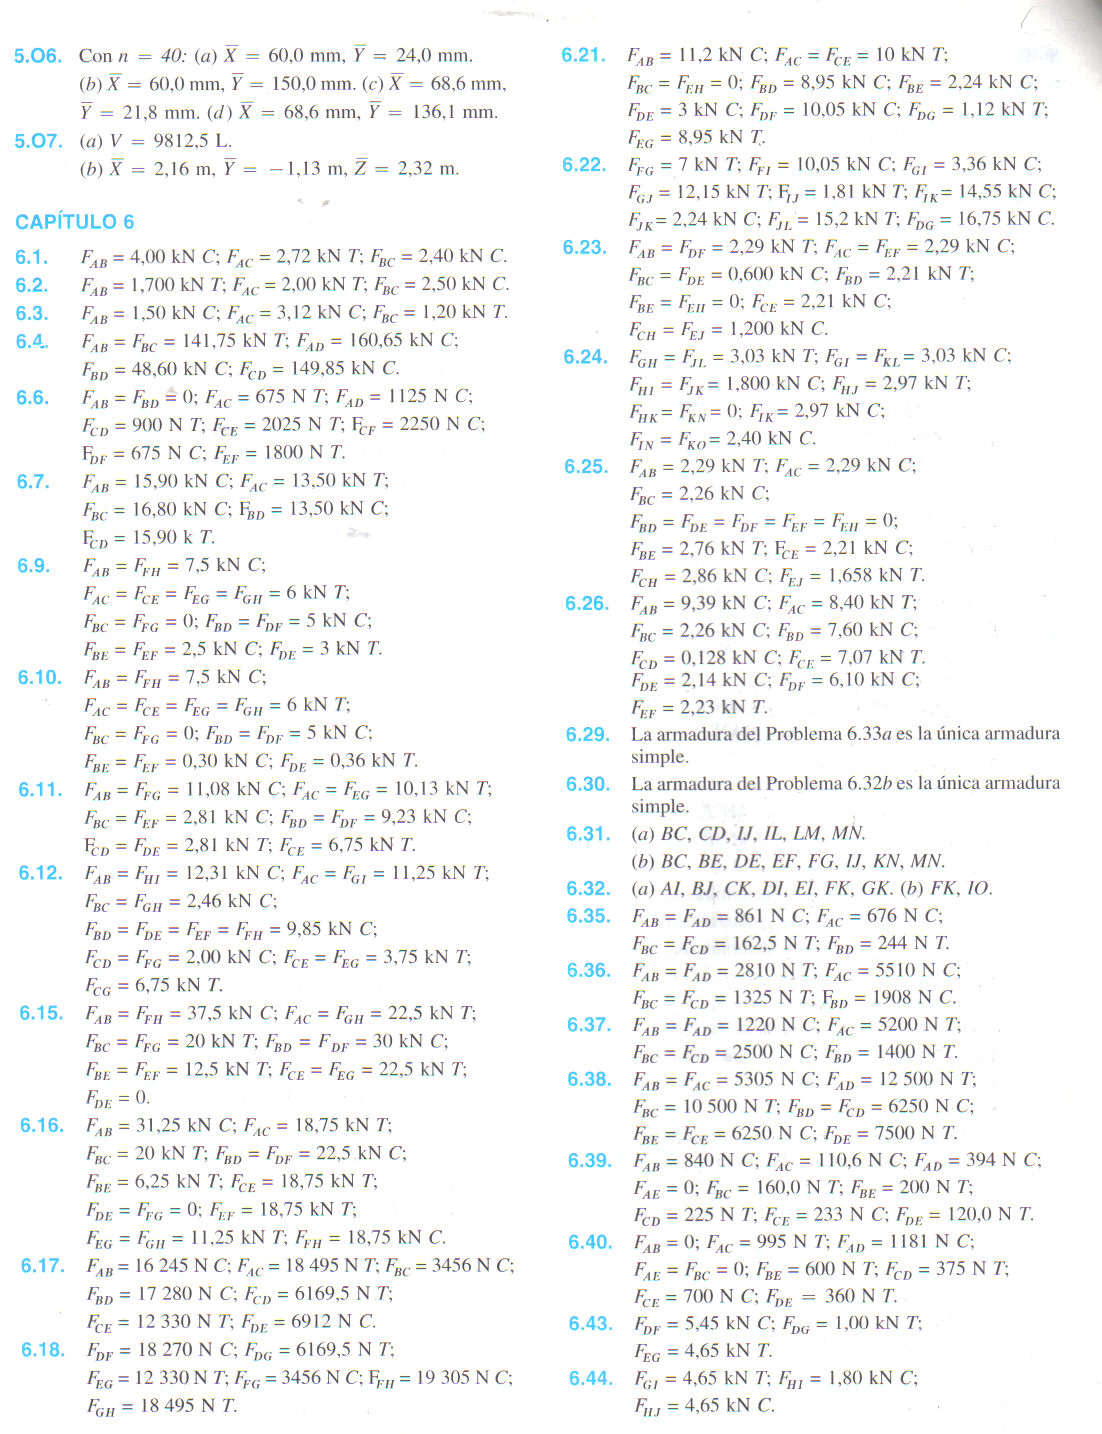 5.O6. Con n = 40: (a) X̄ = 60,0 mm, Ȳ = 24,0 mm.
(b) X̄ = 60,0 mm, Ȳ = 150,0 mm. (c) X̄ = 68,6 mm,
Ȳ = 21,8 mm. (d) X̄ = 68,6 mm, Ȳ = 136,1 mm.
5.O7. (a) V = 9812,5 L.
(b) X̄ = 2,16 m, Ȳ = −1,13 m, Z̄ = 2,32 m.
CAPÍTULO 6
6.1. F_AB = 4,00 kN C; F_AC = 2,72 kN T; F_BC = 2,40 kN C.
6.2. F_AB = 1,700 kN T; F_AC = 2,00 kN T; F_BC = 2,50 kN C.
6.3. F_AB = 1,50 kN C; F_AC = 3,12 kN C; F_BC = 1,20 kN T.
6.4. F_AB = F_BC = 141,75 kN T; F_AD = 160,65 kN C;
F_BD = 48,60 kN C; F_CD = 149,85 kN C.
6.6. F_AB = F_BD = 0; F_AC = 675 N T; F_AD = 1125 N C;
F_CD = 900 N T; F_CE = 2025 N T; F_CF = 2250 N C;
F_DF = 675 N C; F_EF = 1800 N T.
6.7. F_AB = 15,90 kN C; F_AC = 13,50 kN T;
F_BC = 16,80 kN C; F_BD = 13,50 kN C;
F_CD = 15,90 k T.
6.9. F_AB = F_FH = 7,5 kN C;
F_AC = F_CE = F_EG = F_GH = 6 kN T;
F_BC = F_FG = 0; F_BD = F_DF = 5 kN C;
F_BE = F_EF = 2,5 kN C; F_DE = 3 kN T.
6.10. F_AB = F_FH = 7,5 kN C;
F_AC = F_CE = F_EG = F_GH = 6 kN T;
F_BC = F_FG = 0; F_BD = F_DF = 5 kN C;
F_BE = F_EF = 0,30 kN C; F_DE = 0,36 kN T.
6.11. F_AB = F_FG = 11,08 kN C; F_AC = F_EG = 10,13 kN T;
F_BC = F_EF = 2,81 kN C; F_BD = F_DF = 9,23 kN C;
F_CD = F_DE = 2,81 kN T; F_CE = 6,75 kN T.
6.12. F_AB = F_HI = 12,31 kN C; F_AC = F_GI = 11,25 kN T;
F_BC = F_GH = 2,46 kN C;
F_BD = F_DE = F_EF = F_FH = 9,85 kN C;
F_CD = F_FG = 2,00 kN C; F_CE = F_EG = 3,75 kN T;
F_CG = 6,75 kN T.
6.15. F_AB = F_FH = 37,5 kN C; F_AC = F_GH = 22,5 kN T;
F_BC = F_FG = 20 kN T; F_BD = F_DF = 30 kN C;
F_BE = F_EF = 12,5 kN T; F_CE = F_EG = 22,5 kN T;
F_DE = 0.
6.16. F_AB = 31,25 kN C; F_AC = 18,75 kN T;
F_BC = 20 kN T; F_BD = F_DF = 22,5 kN C;
F_BE = 6,25 kN T; F_CE = 18,75 kN T;
F_DE = F_FG = 0; F_EF = 18,75 kN T;
F_EG = F_GH = 11,25 kN T; F_FH = 18,75 kN C.
6.17. F_AB = 16 245 N C; F_AC = 18 495 N T; F_BC = 3456 N C;
F_BD = 17 280 N C; F_CD = 6169,5 N T;
F_CE = 12 330 N T; F_DE = 6912 N C.
6.18. F_DF = 18 270 N C; F_DG = 6169,5 N T;
F_EG = 12 330 N T; F_FG = 3456 N C; F_FH = 19 305 N C;
F_GH = 18 495 N T.
6.21. F_AB = 11,2 kN C; F_AC = F_CE = 10 kN T;
F_BC = F_EH = 0; F_BD = 8,95 kN C; F_BE = 2,24 kN C;
F_DE = 3 kN C; F_DF = 10,05 kN C; F_DG = 1,12 kN T;
F_EG = 8,95 kN T.
6.22. F_FG = 7 kN T; F_FI = 10,05 kN C; F_GI = 3,36 kN C;
F_GJ = 12,15 kN T; F_IJ = 1,81 kN T; F_IK = 14,55 kN C;
F_JK = 2,24 kN C; F_JL = 15,2 kN T; F_DG = 16,75 kN C.
6.23. F_AB = F_DF = 2,29 kN T; F_AC = F_EF = 2,29 kN C;
F_BC = F_DE = 0,600 kN C; F_BD = 2,21 kN T;
F_BE = F_EH = 0; F_CE = 2,21 kN C;
F_CH = F_EJ = 1,200 kN C.
6.24. F_GH = F_JL = 3,03 kN T; F_GI = F_KL = 3,03 kN C;
F_HI = F_JK = 1,800 kN C; F_HJ = 2,97 kN T;
F_HK = F_KN = 0; F_IK = 2,97 kN C;
F_IN = F_KO = 2,40 kN C.
6.25. F_AB = 2,29 kN T; F_AC = 2,29 kN C;
F_BC = 2,26 kN C;
F_BD = F_DE = F_DF = F_EF = F_EH = 0;
F_BE = 2,76 kN T; F_CE = 2,21 kN C;
F_CH = 2,86 kN C; F_EJ = 1,658 kN T.
6.26. F_AB = 9,39 kN C; F_AC = 8,40 kN T;
F_BC = 2,26 kN C; F_BD = 7,60 kN C;
F_CD = 0,128 kN C; F_CE = 7,07 kN T.
F_DE = 2,14 kN C; F_DF = 6,10 kN C;
F_EF = 2,23 kN T.
6.29. La armadura del Problema 6.33a es la única armadura
simple.
6.30. La armadura del Problema 6.32b es la única armadura
simple.
6.31. (a) BC, CD, IJ, IL, LM, MN.
(b) BC, BE, DE, EF, FG, IJ, KN, MN.
6.32. (a) AI, BJ, CK, DI, EI, FK, GK. (b) FK, IO.
6.35. F_AB = F_AD = 861 N C; F_AC = 676 N C;
F_BC = F_CD = 162,5 N T; F_BD = 244 N T.
6.36. F_AB = F_AD = 2810 N T; F_AC = 5510 N C;
F_BC = F_CD = 1325 N T; F_BD = 1908 N C.
6.37. F_AB = F_AD = 1220 N C; F_AC = 5200 N T;
F_BC = F_CD = 2500 N C; F_BD = 1400 N T.
6.38. F_AB = F_AC = 5305 N C; F_AD = 12 500 N T;
F_BC = 10 500 N T; F_BD = F_CD = 6250 N C;
F_BE = F_CE = 6250 N C; F_DE = 7500 N T.
6.39. F_AB = 840 N C; F_AC = 110,6 N C; F_AD = 394 N C;
F_AE = 0; F_BC = 160,0 N T; F_BE = 200 N T;
F_CD = 225 N T; F_CE = 233 N C; F_DE = 120,0 N T.
6.40. F_AB = 0; F_AC = 995 N T; F_AD = 1181 N C;
F_AE = F_BC = 0; F_BE = 600 N T; F_CD = 375 N T;
F_CE = 700 N C; F_DE = 360 N T.
6.43. F_DF = 5,45 kN C; F_DG = 1,00 kN T;
F_EG = 4,65 kN T.
6.44. F_GI = 4,65 kN T; F_HI = 1,80 kN C;
F_HJ = 4,65 kN C.